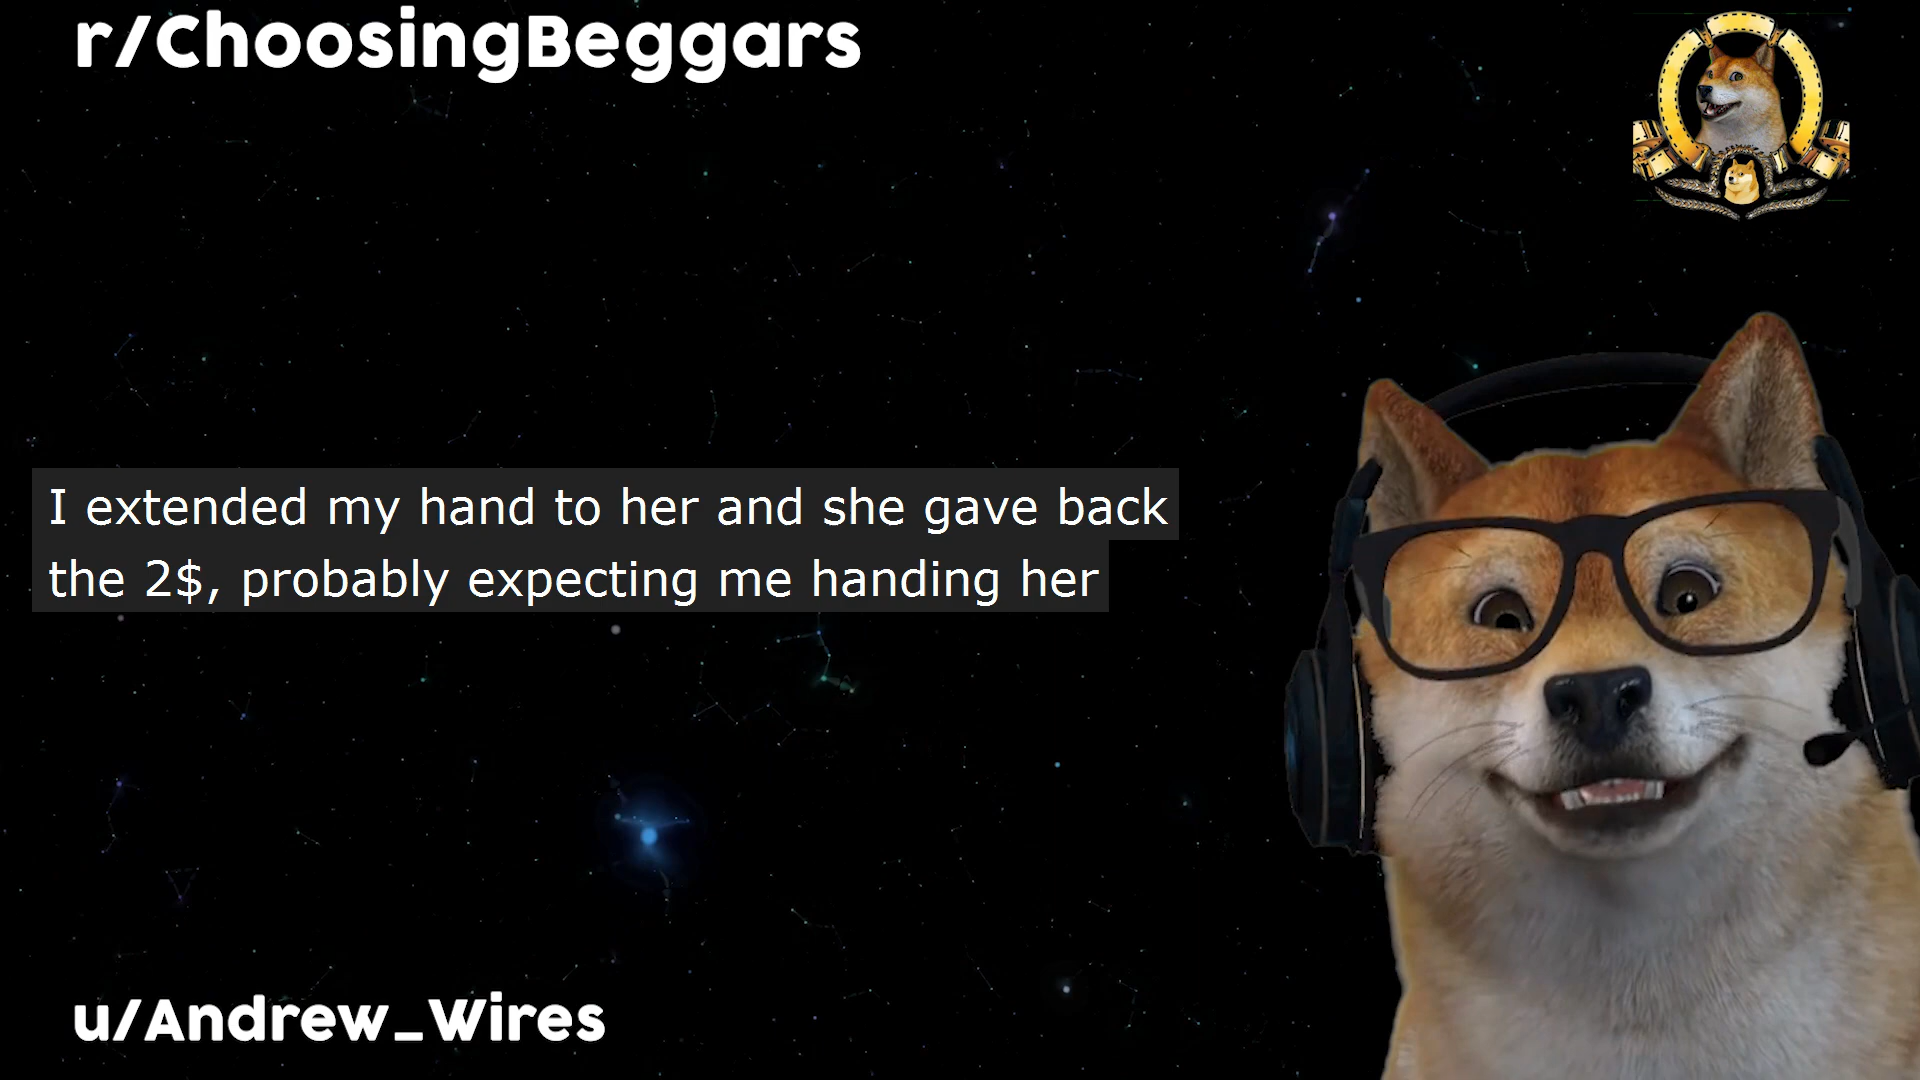 r/ChoosingBeggars
I extended my hand to her and she gave back
the 2$, probably expecting me handing her
u/Andrew_Wires